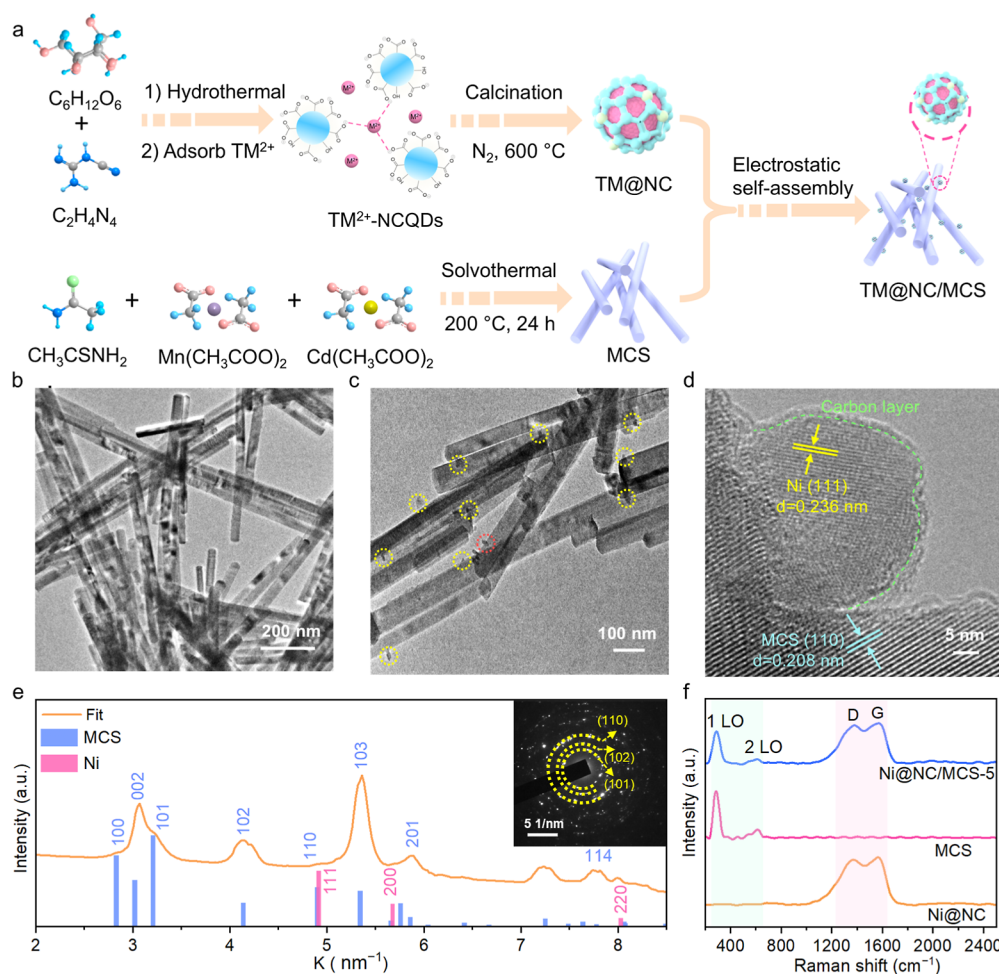 a
C₆H₁₂O₆
+
C₂H₄N₄
1) Hydrothermal
2) Adsorb TM²⁺
M²⁺
M²⁺
M²⁺
M²⁺
TM²⁺-NCQDs
Calcination
N₂, 600 °C
TM@NC
Electrostatic
self-assembly
TM@NC/MCS
CH₃CSNH₂
+
Mn(CH₃COO)₂
+
Cd(CH₃COO)₂
Solvothermal
200 °C, 24 h
MCS
b
200 nm
c
100 nm
d
Carbon layer
Ni (111)
d=0.236 nm
MCS (110)
d=0.208 nm
5 nm
e
Fit
MCS
Ni
100
002
101
102
110
111
103
200
201
114
220
(110)
(102)
(101)
5 1/nm
Intensity (a.u.)
2 3 4 5 6 7 8
K ( nm⁻¹)
f
1 LO
2 LO
D G
Ni@NC/MCS-5
MCS
Ni@NC
Intensity (a.u.)
400 1200 1600 2000 2400
Raman shift (cm⁻¹)